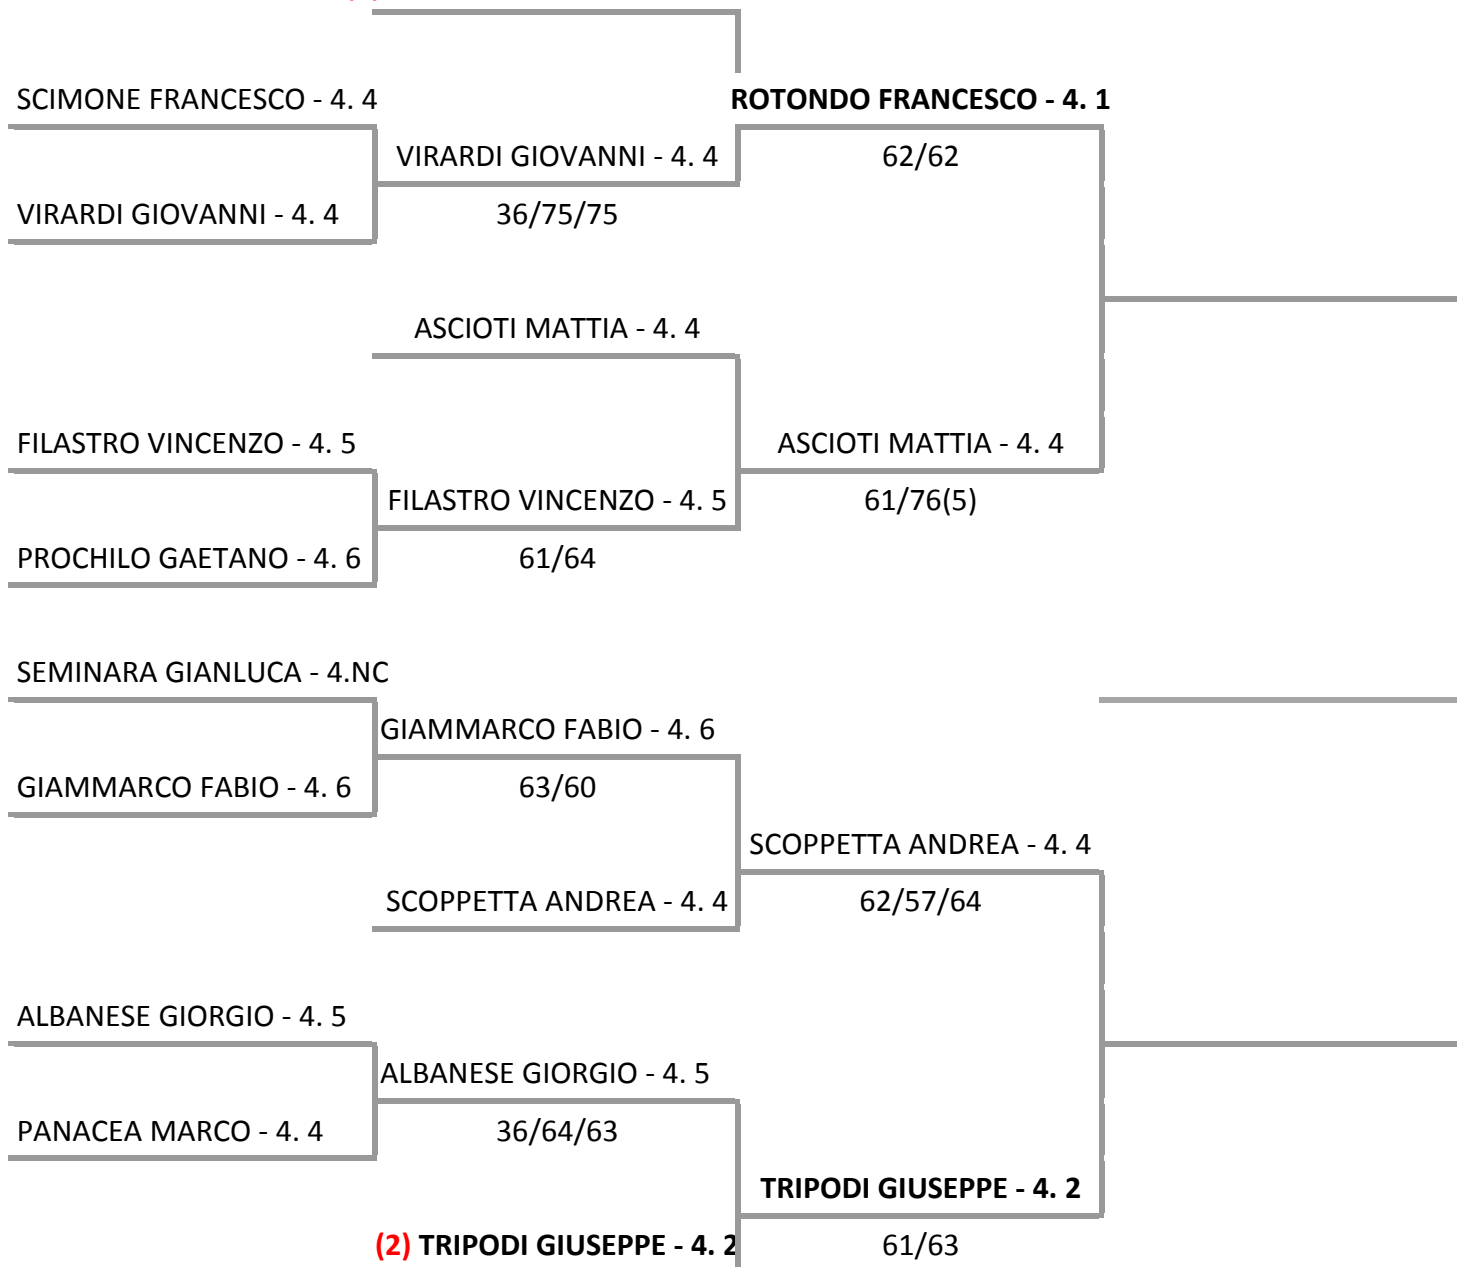 SCIMONE FRANCESCO - 4. 4
ROTONDO FRANCESCO - 4. 1
VIRARDI GIOVANNI - 4. 4
62/62
VIRARDI GIOVANNI - 4. 4
36/75/75
ASCIOTI MATTIA - 4. 4
FILASTRO VINCENZO - 4. 5
ASCIOTI MATTIA - 4. 4
FILASTRO VINCENZO - 4. 5
61/76(5)
PROCHILO GAETANO - 4. 6
61/64
SEMINARA GIANLUCA - 4.NC
GIAMMARCO FABIO - 4. 6
GIAMMARCO FABIO - 4. 6
63/60
SCOPPETTA ANDREA - 4. 4
SCOPPETTA ANDREA - 4. 4
62/57/64
ALBANESE GIORGIO - 4. 5
ALBANESE GIORGIO - 4. 5
PANACEA MARCO - 4. 4
36/64/63
TRIPODI GIUSEPPE - 4. 2
(2) TRIPODI GIUSEPPE - 4. 2
61/63